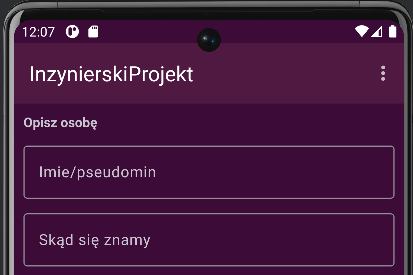 12:07
InzynierskiProjekt
Opisz osobę
Imie/pseudomin
Skąd się znamy